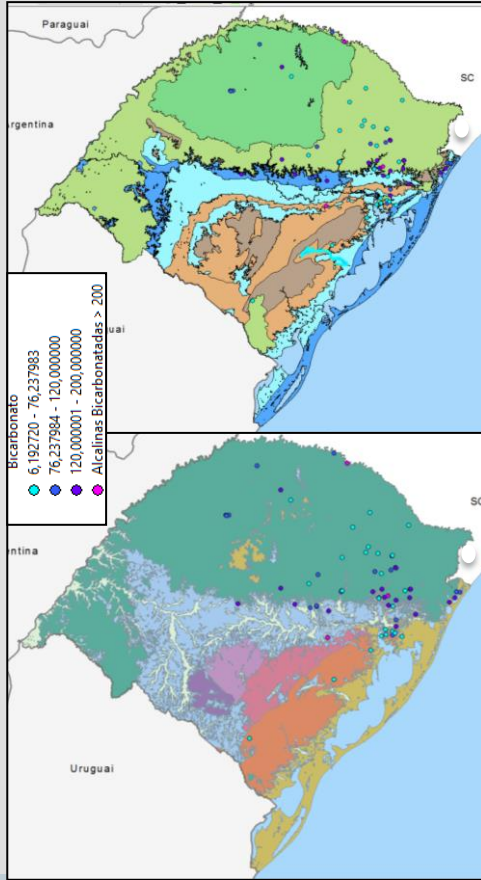 Paraguai
SC
Argentina
uai
Bicarbonato
6,192720 - 76,237983
76,237984 - 120,000000
120,000001 - 200,000000
Alcalinas Bicarbonatadas > 200
entina
SC
Uruguai